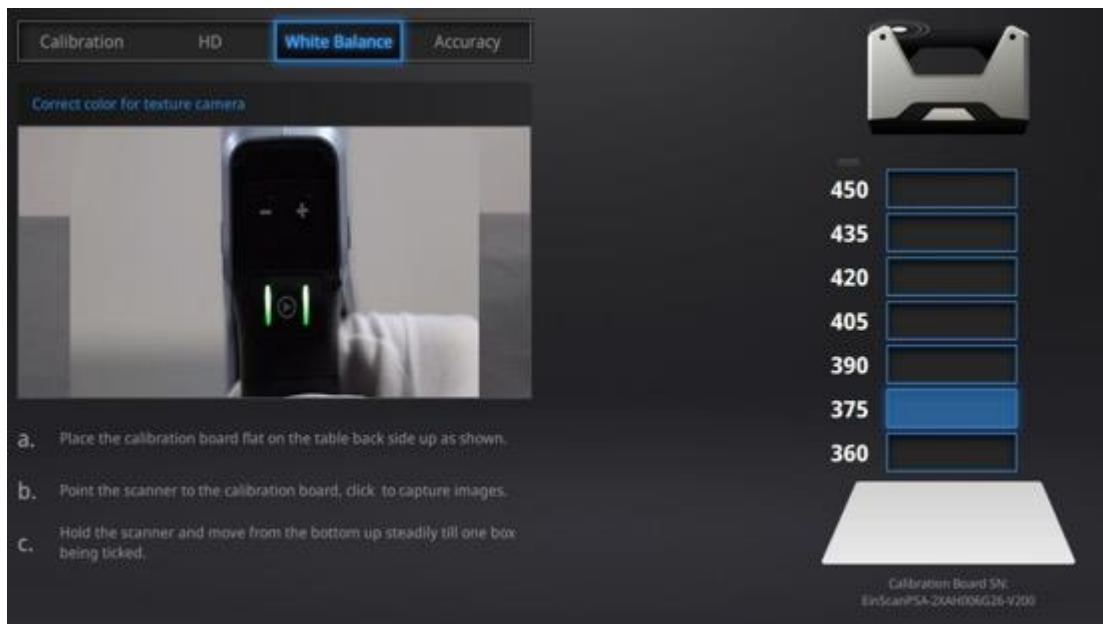 Calibration HD White Balance Accuracy
Correct color for texture camera
- +
a. Place the calibration board flat on the table back side up as shown.
b. Point the scanner to the calibration board, click to capture images.
c. Hold the scanner and move from the bottom up steadily till one box
being ticked.
450
435
420
405
390
375
360
Calibration Board SN:
EinScanPSA-2XAH006G26-V200